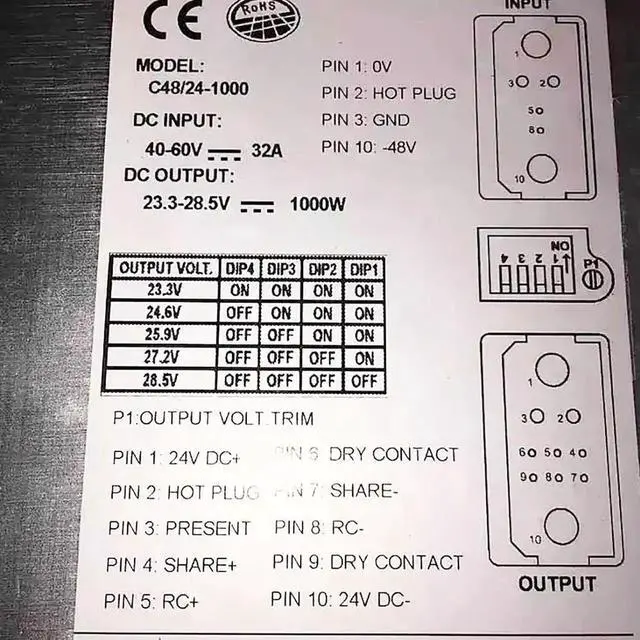 CE
RoHS
INPUT
MODEL:
C48/24-1000
DC INPUT:
40-60V 32A
DC OUTPUT:
23.3-28.5V 1000W
PIN 1: 0V
PIN 2: HOT PLUG
PIN 3: GND
PIN 10: -48V
1
3 2
5
8
10
OUTPUT VOLT. DIP4 DIP3 DIP2 DIP1
23.3V ON ON ON ON
24.6V OFF ON ON ON
25.9V OFF OFF ON ON
27.2V OFF OFF OFF ON
28.5V OFF OFF OFF OFF
ON
4 3 2 1
P1
P1:OUTPUT VOLT.TRIM
PIN 1: 24V DC+ PIN 6: DRY CONTACT
PIN 2: HOT PLUG PIN 7: SHARE-
PIN 3: PRESENT PIN 8: RC-
PIN 4: SHARE+ PIN 9: DRY CONTACT
PIN 5: RC+ PIN 10: 24V DC-
1
3 2
6 5 4
9 8 7
10
OUTPUT